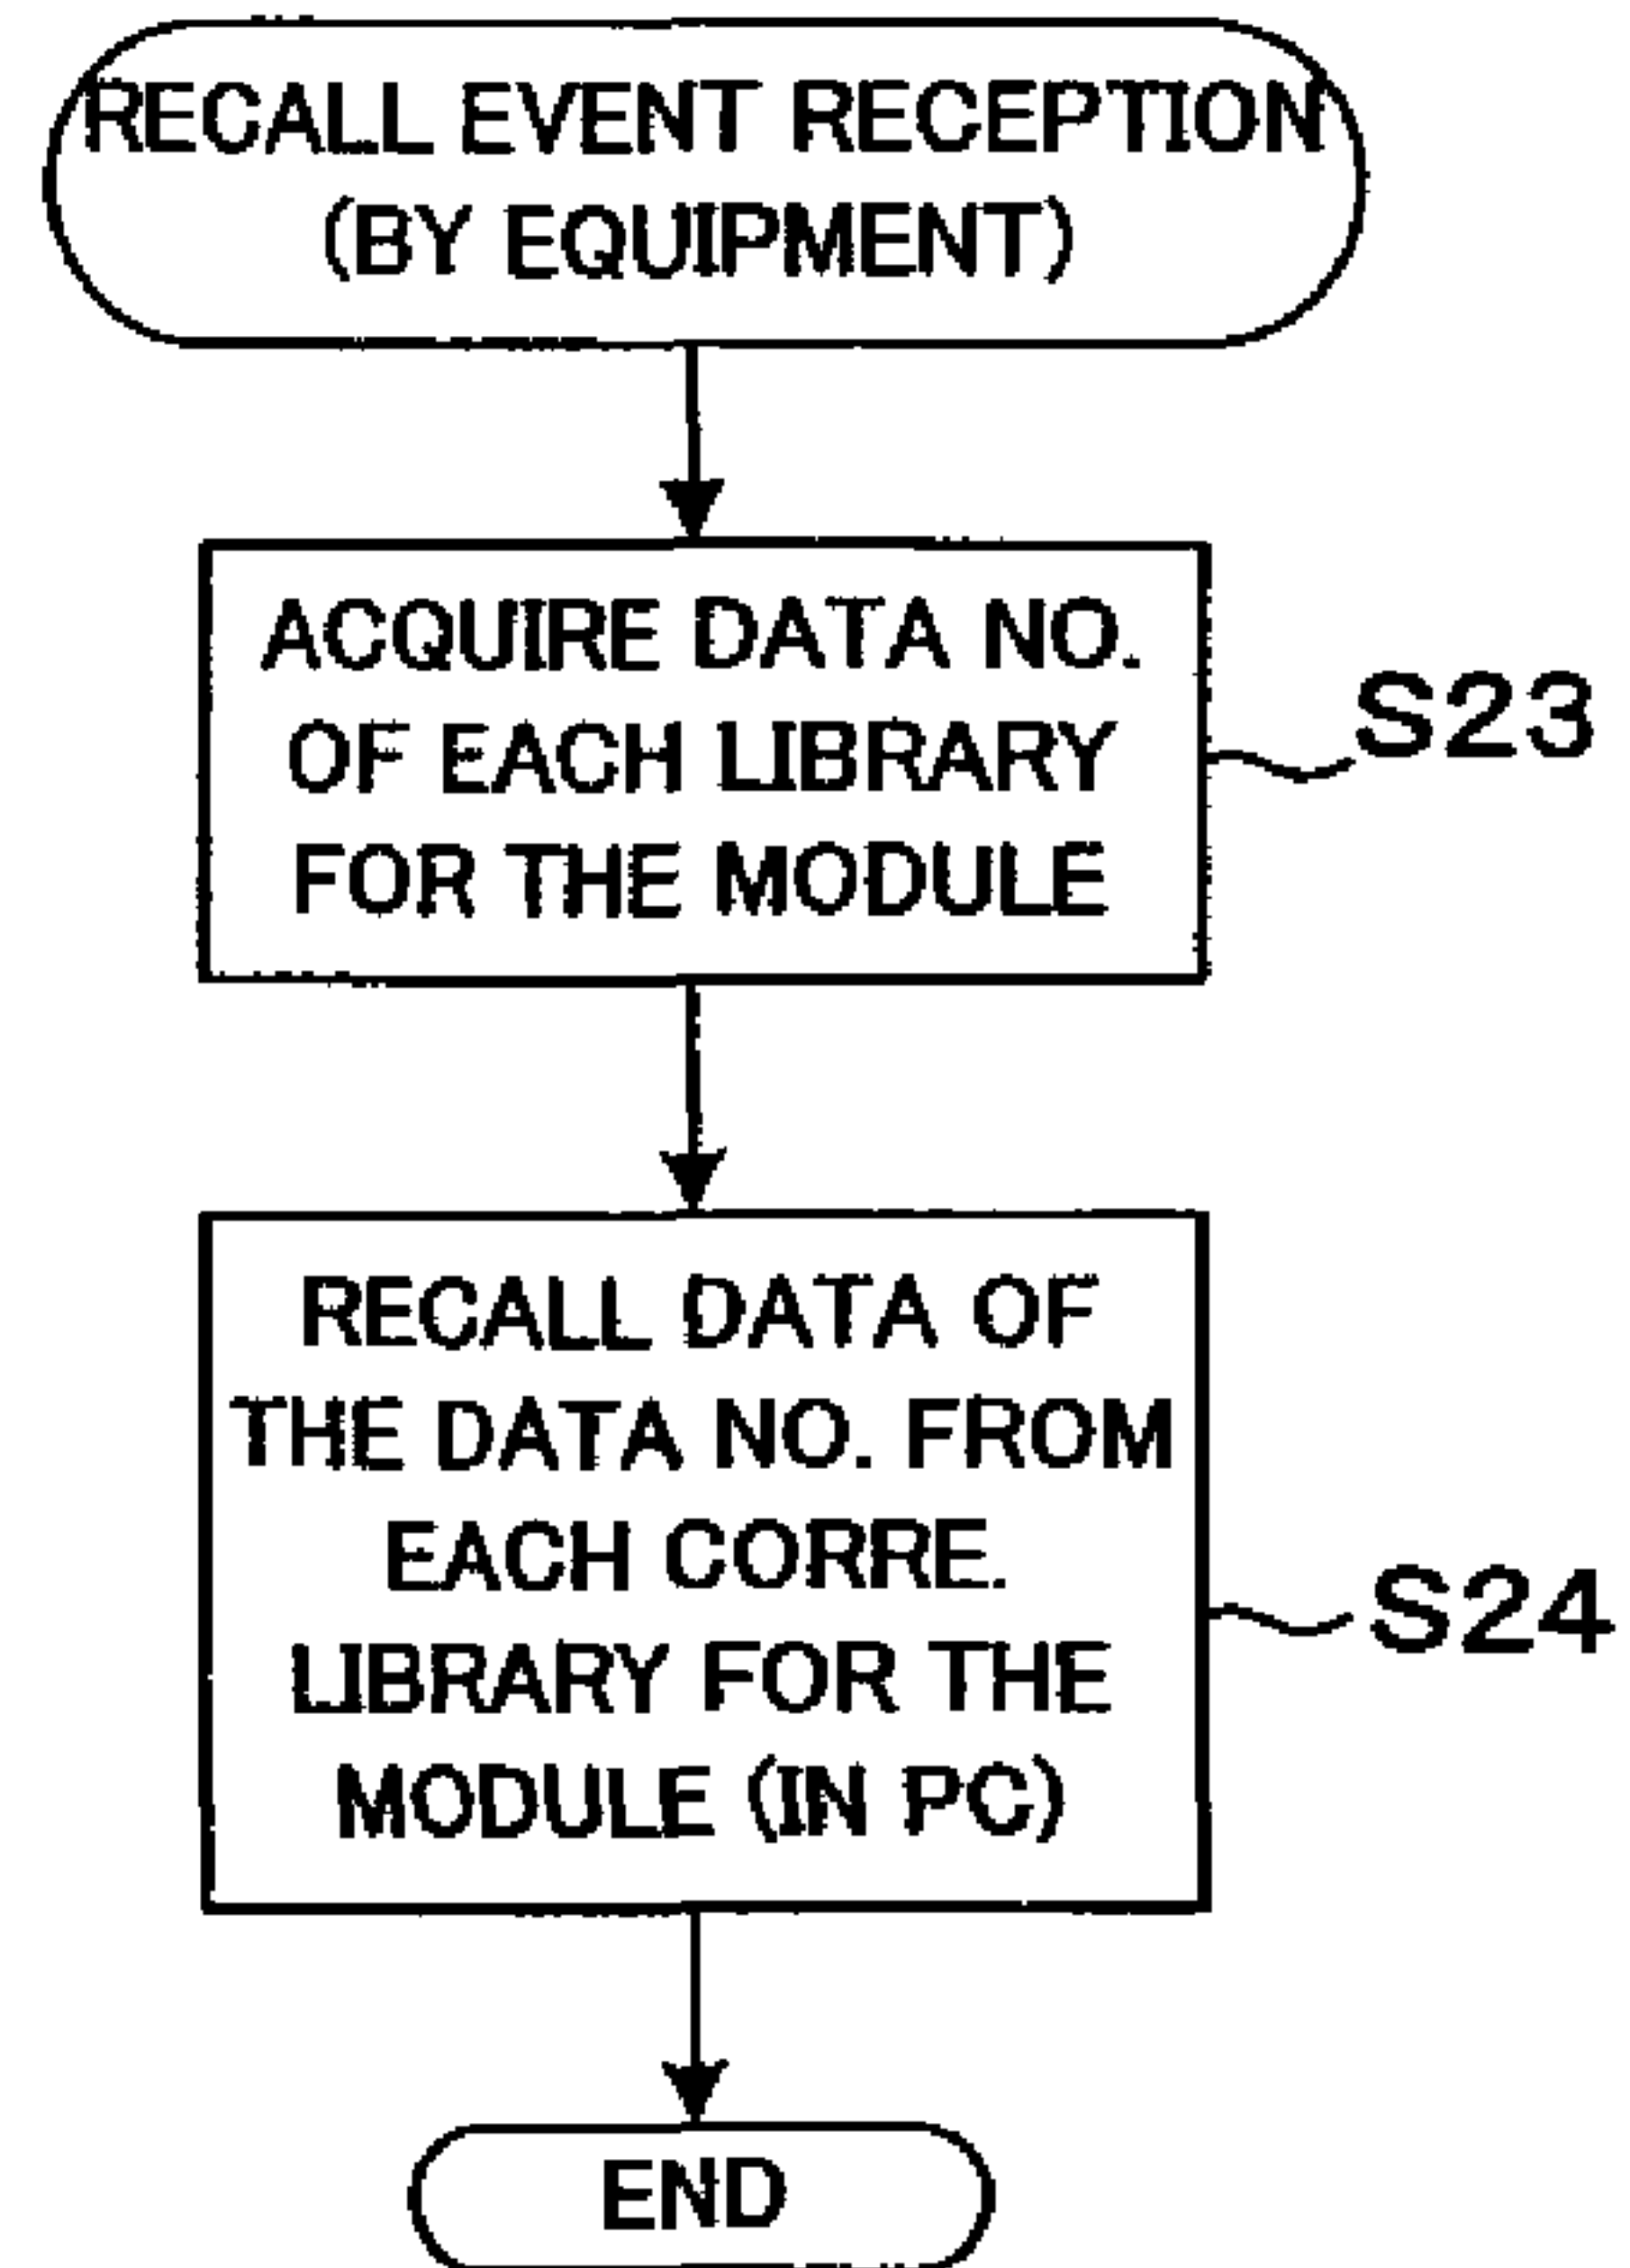 RECALL EVENT RECEPTION
(BY EQUIPMENT)
ACQUIRE DATA NO.
OF EACH LIBRARY
FOR THE MODULE
S23
RECALL DATA OF
THE DATA NO. FROM
EACH CORRE.
LIBRARY FOR THE
MODULE (IN PC)
S24
END